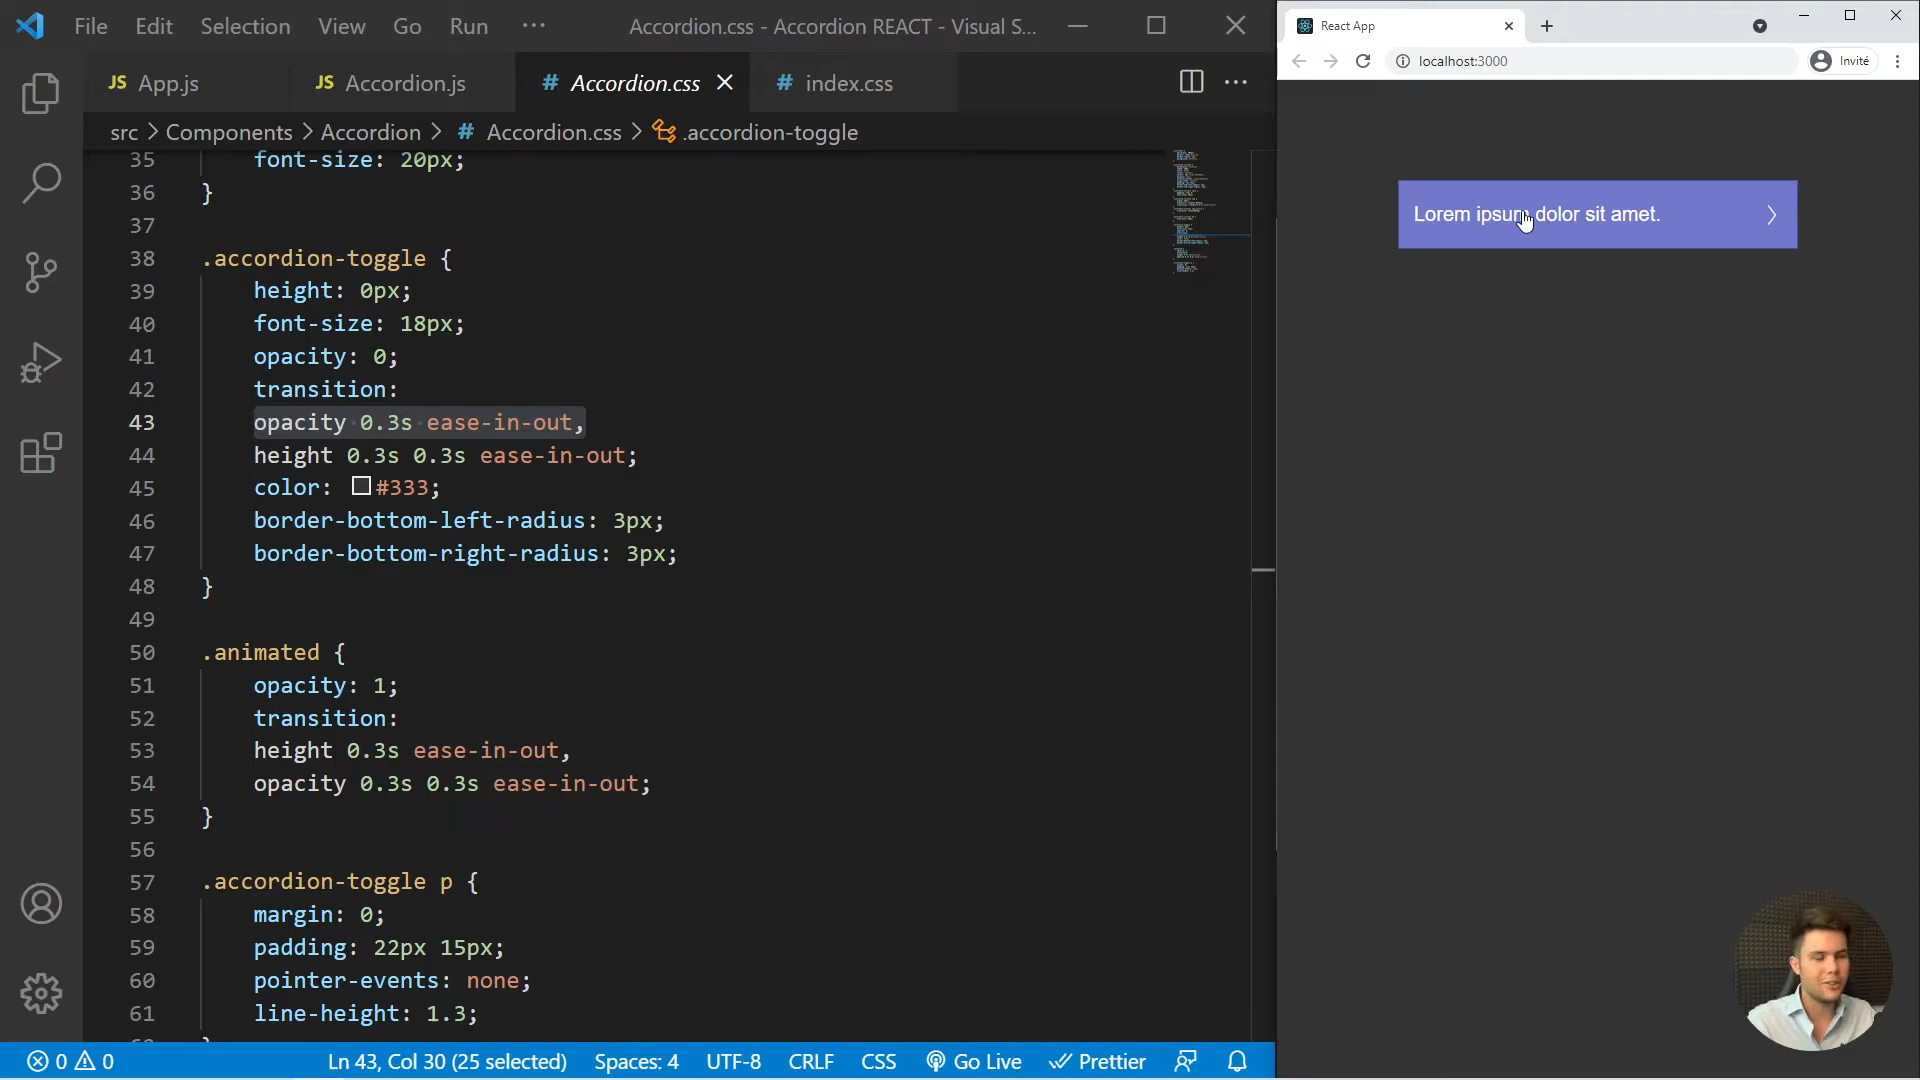 File Edit Selection View Go Run ··· Accordion.css - Accordion REACT - Visual S...
JS App.js JS Accordion.js # Accordion.css # index.css
src > Components > Accordion > # Accordion.css > .accordion-toggle
35 font-size: 20px;
36 }
37
38 .accordion-toggle {
39 height: 0px;
40 font-size: 18px;
41 opacity: 0;
42 transition:
43 opacity 0.3s ease-in-out,
44 height 0.3s 0.3s ease-in-out;
45 color: #333;
46 border-bottom-left-radius: 3px;
47 border-bottom-right-radius: 3px;
48 }
49
50 .animated {
51 opacity: 1;
52 transition:
53 height 0.3s ease-in-out,
54 opacity 0.3s 0.3s ease-in-out;
55 }
56
57 .accordion-toggle p {
58 margin: 0;
59 padding: 22px 15px;
60 pointer-events: none;
61 line-height: 1.3;
0 0 Ln 43, Col 30 (25 selected) Spaces: 4 UTF-8 CRLF CSS Go Live Prettier
React App
localhost:3000 Invité
Lorem ipsum dolor sit amet.